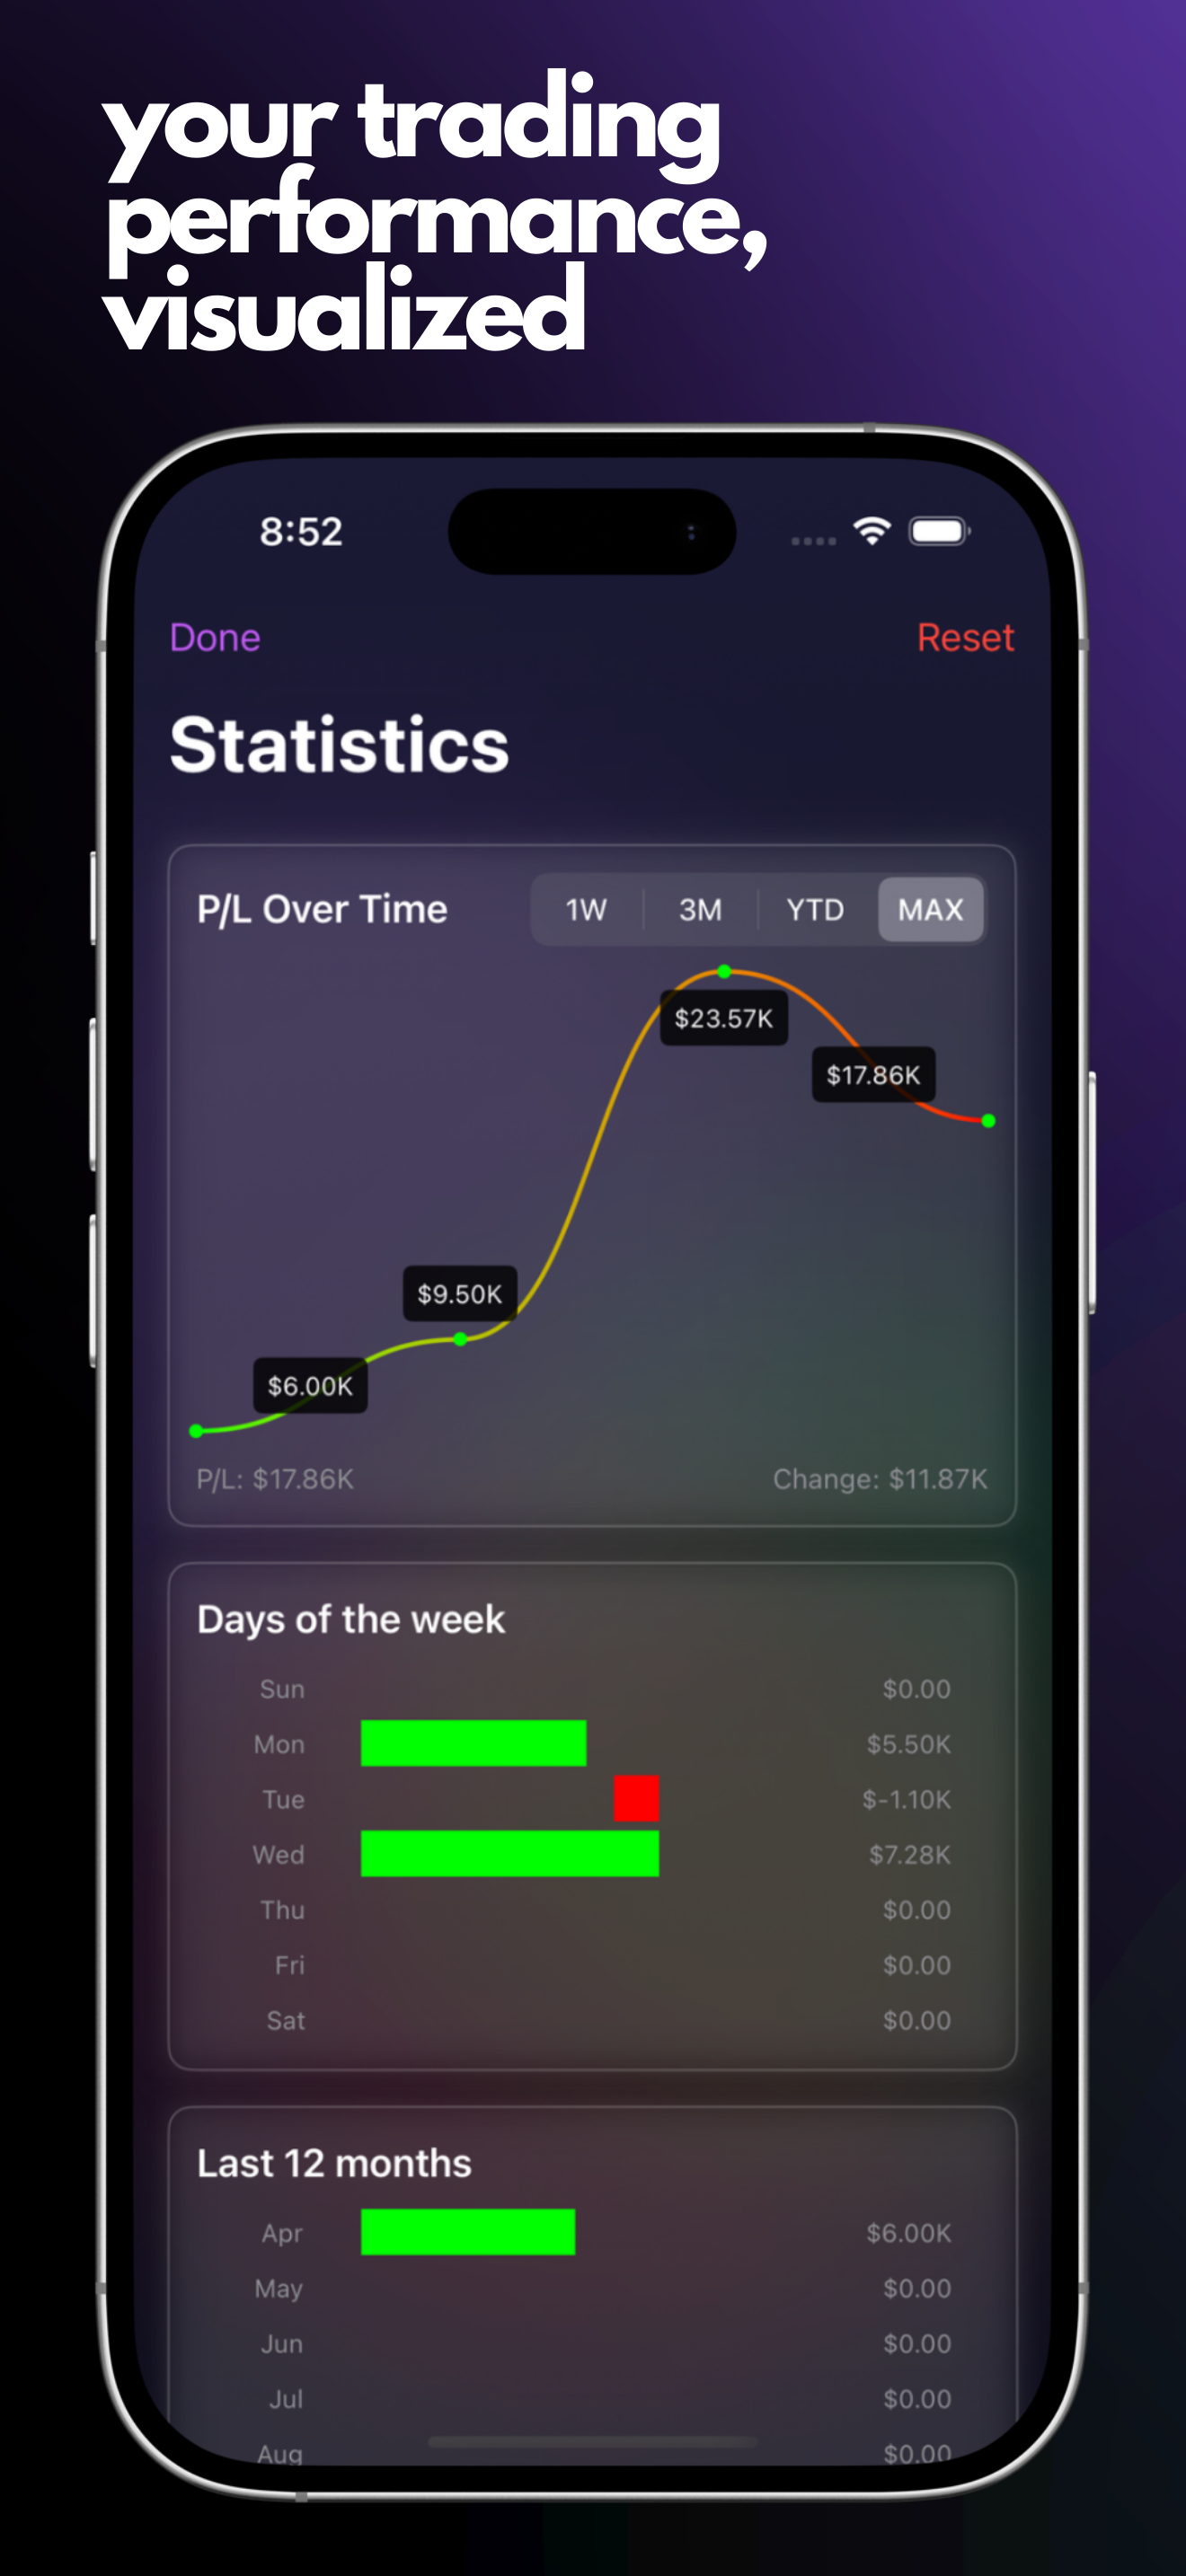 your trading
performance,
visualized
8:52
Done Reset
Statistics
P/L Over Time 1W 3M YTD MAX
$23.57K
$17.86K
$9.50K
$6.00K
P/L: $17.86K Change: $11.87K
Days of the week
Sun $0.00
Mon $5.50K
Tue $-1.10K
Wed $7.28K
Thu $0.00
Fri $0.00
Sat $0.00
Last 12 months
Apr $6.00K
May $0.00
Jun $0.00
Jul $0.00
Aug $0.00